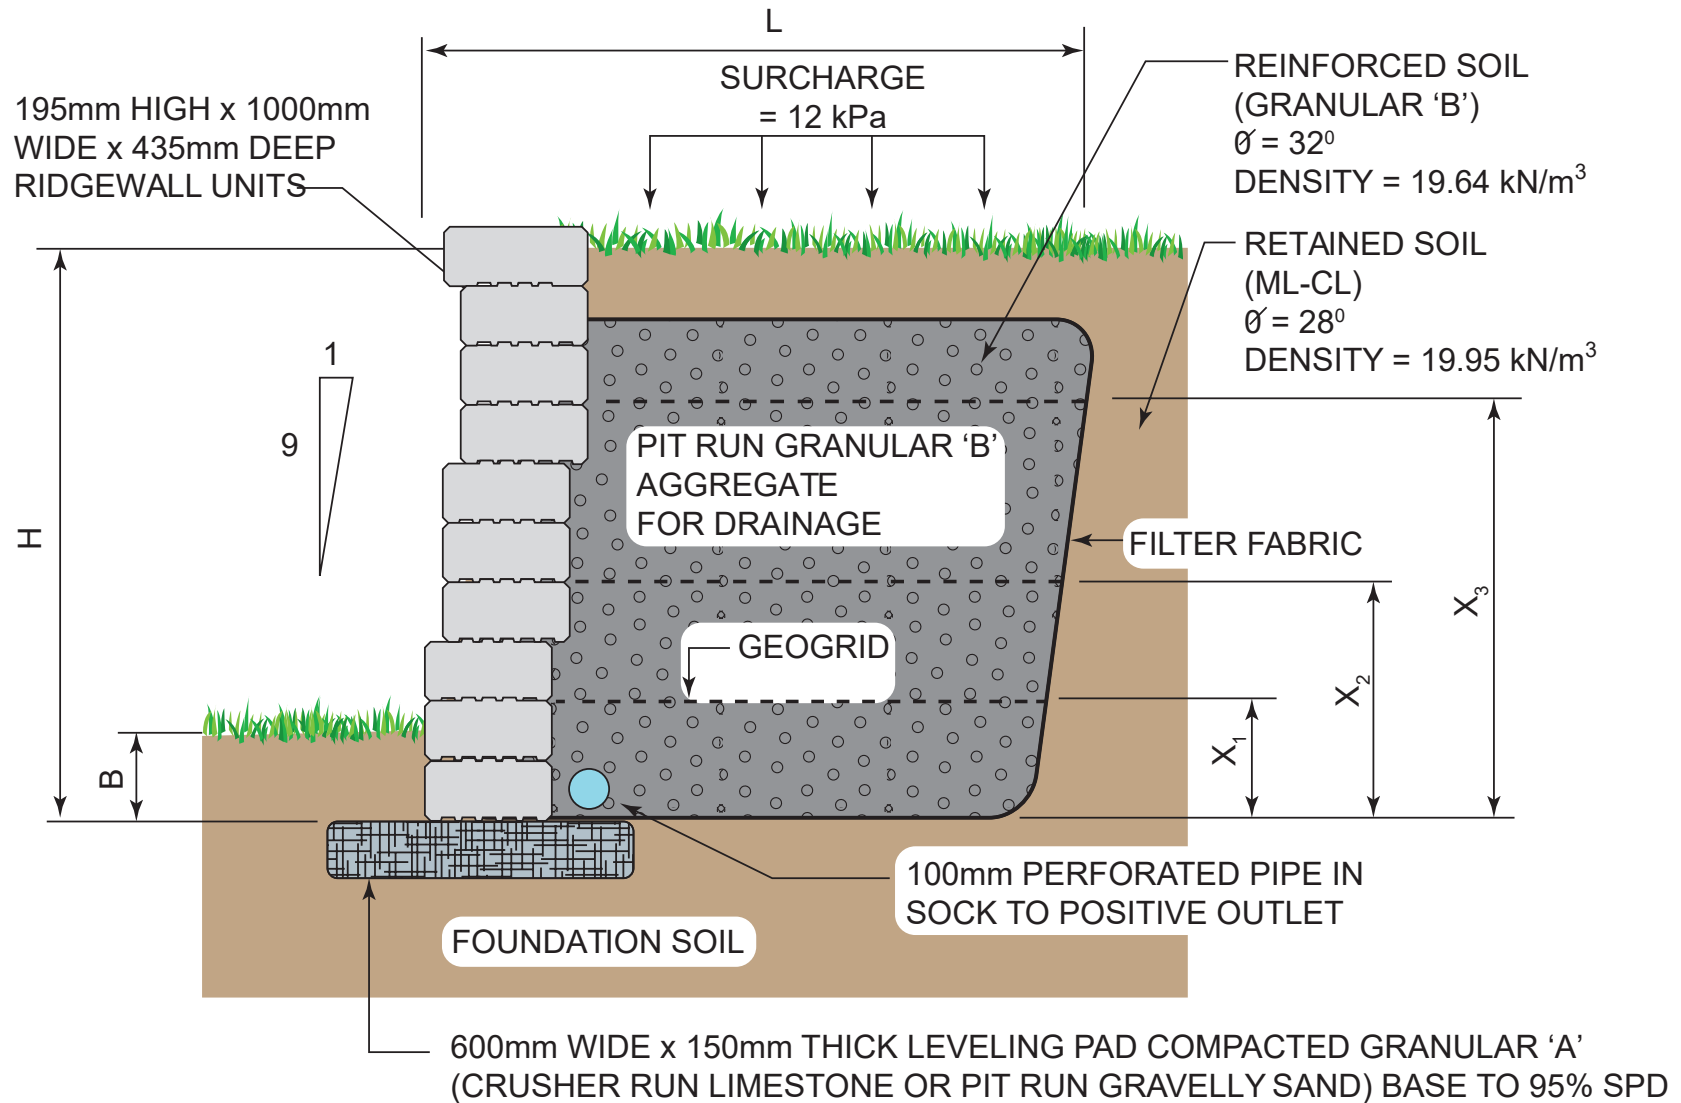 L
SURCHARGE
= 12 kPa
195mm HIGH x 1000mm
WIDE x 435mm DEEP
RIDGEWALL UNITS
REINFORCED SOIL
(GRANULAR ‘B’)
Ø = 32⁰
DENSITY = 19.64 kN/m³
RETAINED SOIL
(ML-CL)
Ø = 28⁰
DENSITY = 19.95 kN/m³
1
9
H
PIT RUN GRANULAR ‘B’
AGGREGATE
FOR DRAINAGE
FILTER FABRIC
X₃
GEOGRID
X₂
X₁
B
100mm PERFORATED PIPE IN
SOCK TO POSITIVE OUTLET
FOUNDATION SOIL
600mm WIDE x 150mm THICK LEVELING PAD COMPACTED GRANULAR ‘A’
(CRUSHER RUN LIMESTONE OR PIT RUN GRAVELLY SAND) BASE TO 95% SPD